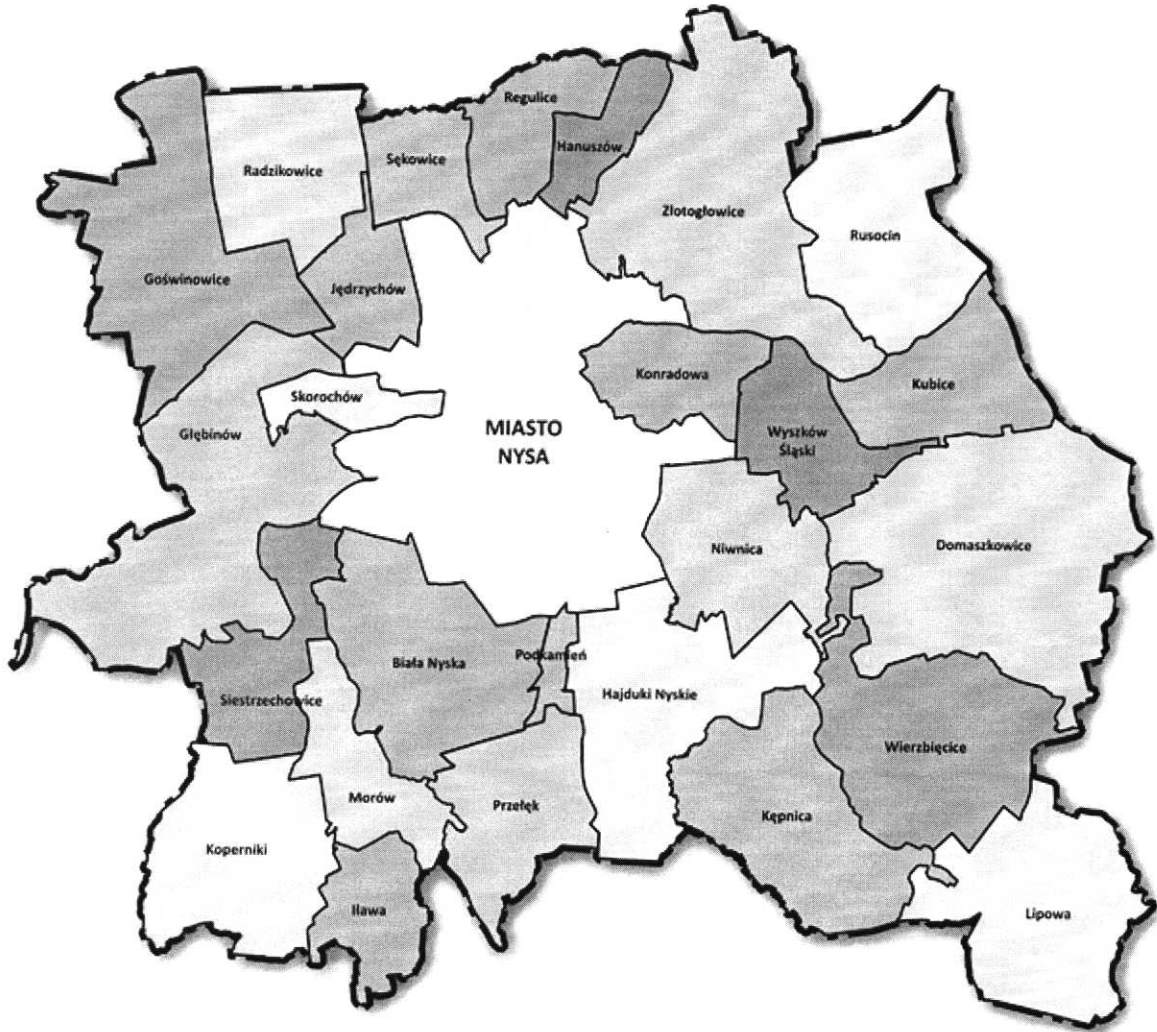 Regulice
Hanuszów
Sękowice
Radzikowice
Złotogłowice
Rusocin
Goświnowice
Jędrzychów
Konradowa
Kubice
Skorochów
Głębinów
MIASTO
NYSA
Wyszków
Śląski
Niwnica
Domaszkowice
Biała Nyska
Podkamień
Siestrzechowice
Hajduki Nyskie
Wierzbięcice
Morów
Przełęk
Kępnica
Koperniki
Iława
Lipowa